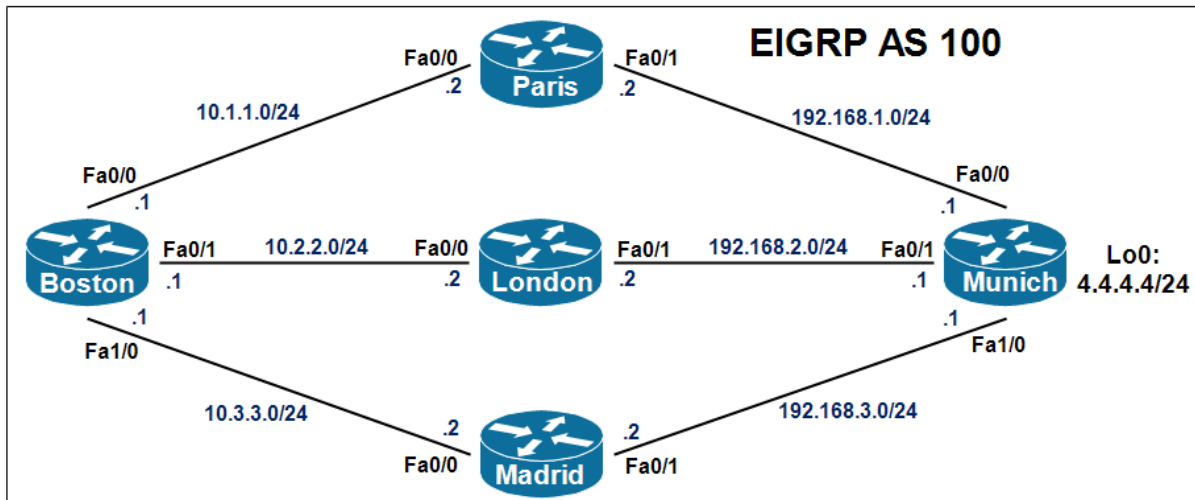 EIGRP AS 100
Fa0/0
Fa0/1
Paris
.2
.2
10.1.1.0/24
192.168.1.0/24
Fa0/0
Fa0/0
.1
.1
Fa0/1
10.2.2.0/24
Fa0/0
Fa0/1
192.168.2.0/24
Fa0/1
Boston
.1
.2
London
.2
.1
Munich
Lo0:
4.4.4.4/24
.1
.1
Fa1/0
Fa1/0
10.3.3.0/24
192.168.3.0/24
.2
.2
Fa0/0
Madrid
Fa0/1